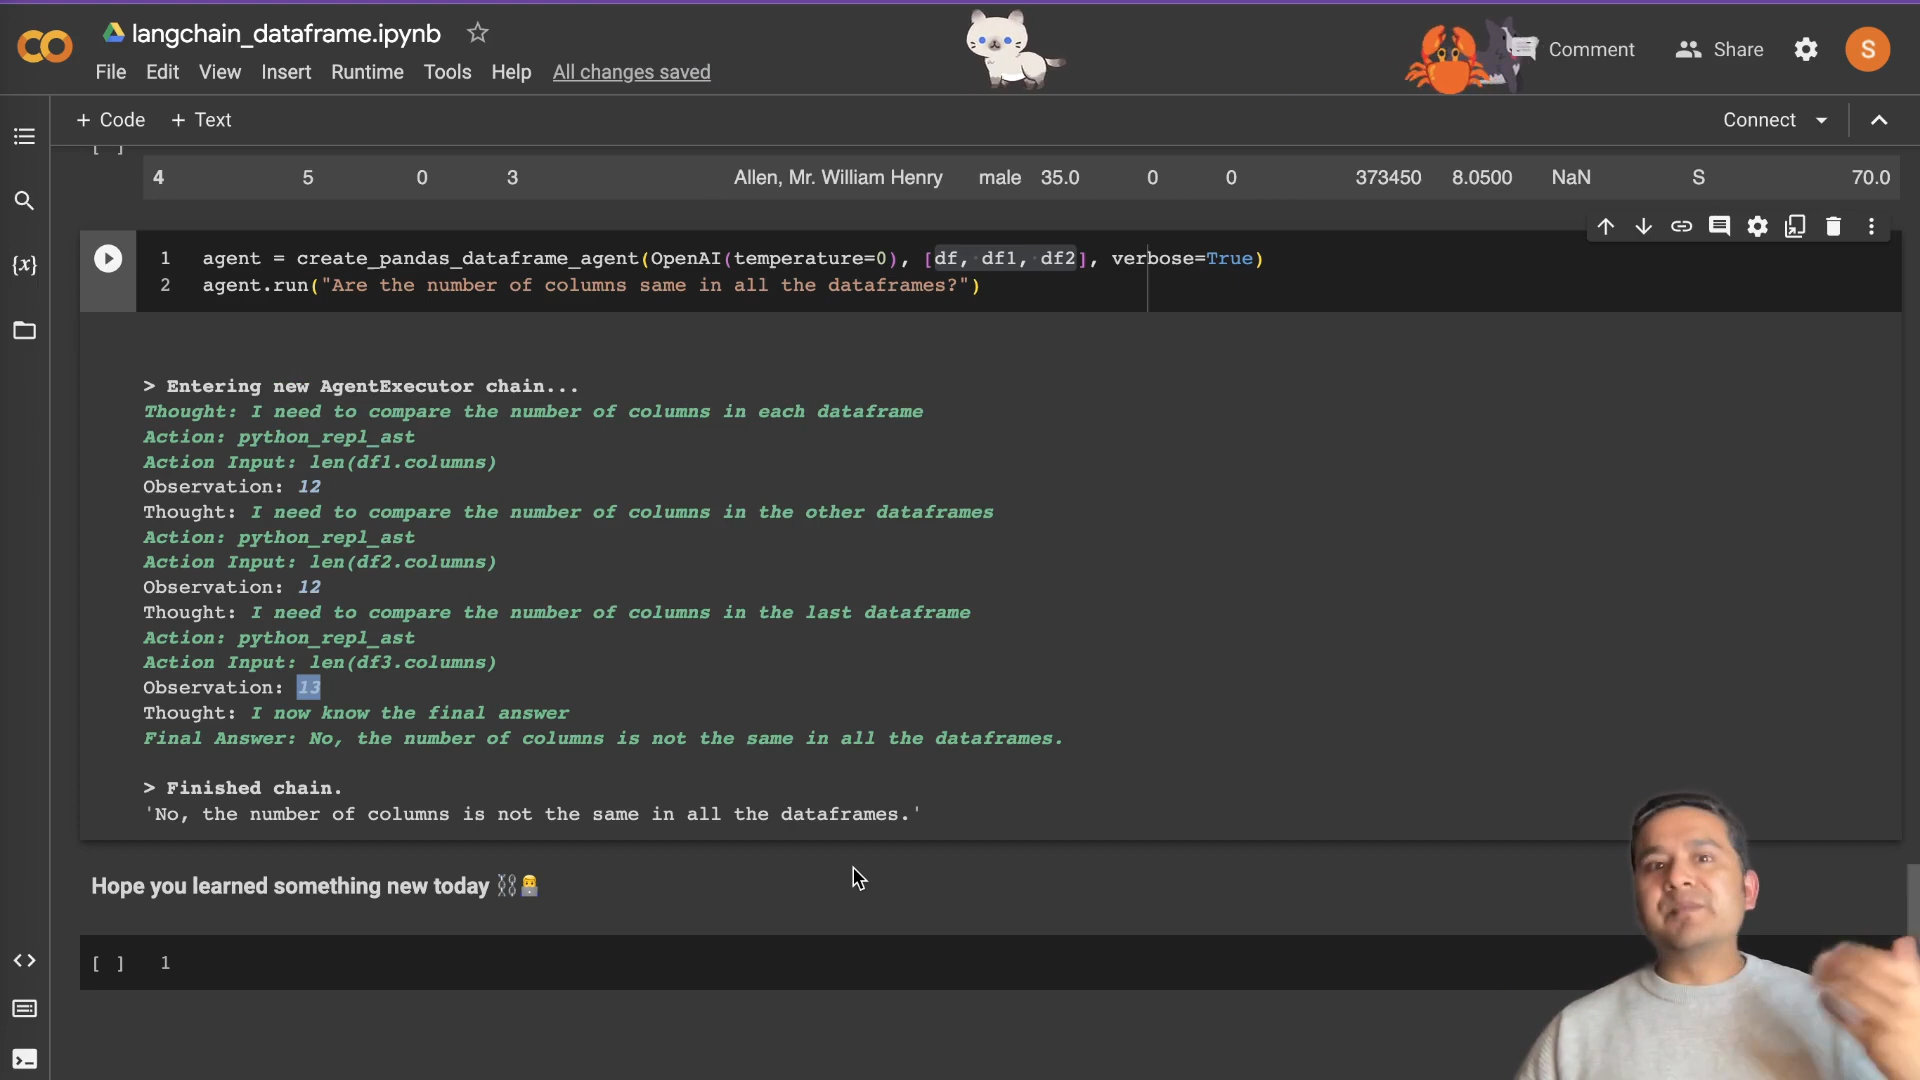 langchain_dataframe.ipynb
File Edit View Insert Runtime Tools Help All changes saved
Comment Share S
+ Code + Text
Connect
[ ]
4 5 0 3 Allen, Mr. William Henry male 35.0 0 0 373450 8.0500 NaN S 70.0
1 agent = create_pandas_dataframe_agent(OpenAI(temperature=0), [df, df1, df2], verbose=True)
2 agent.run("Are the number of columns same in all the dataframes?")
{x}
> Entering new AgentExecutor chain...
Thought: I need to compare the number of columns in each dataframe
Action: python_repl_ast
Action Input: len(df1.columns)
Observation: 12
Thought: I need to compare the number of columns in the other dataframes
Action: python_repl_ast
Action Input: len(df2.columns)
Observation: 12
Thought: I need to compare the number of columns in the last dataframe
Action: python_repl_ast
Action Input: len(df3.columns)
Observation: 13
Thought: I now know the final answer
Final Answer: No, the number of columns is not the same in all the dataframes.
> Finished chain.
'No, the number of columns is not the same in all the dataframes.'
Hope you learned something new today ⛓👨‍💻
[ ] 1